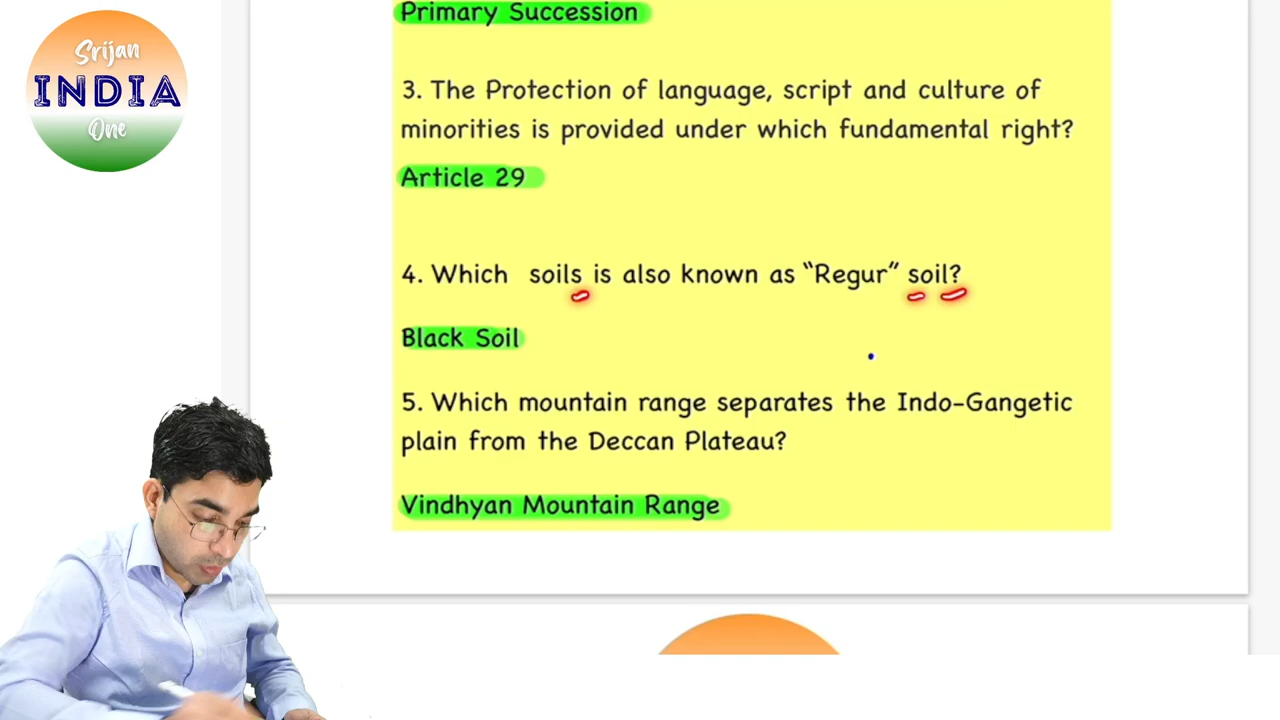 Srijan
INDIA
One
Primary Succession
3. The Protection of language, script and culture of
minorities is provided under which fundamental right?
Article 29
4. Which soils is also known as “Regur” soil?
Black Soil
5. Which mountain range separates the Indo-Gangetic
plain from the Deccan Plateau?
Vindhyan Mountain Range